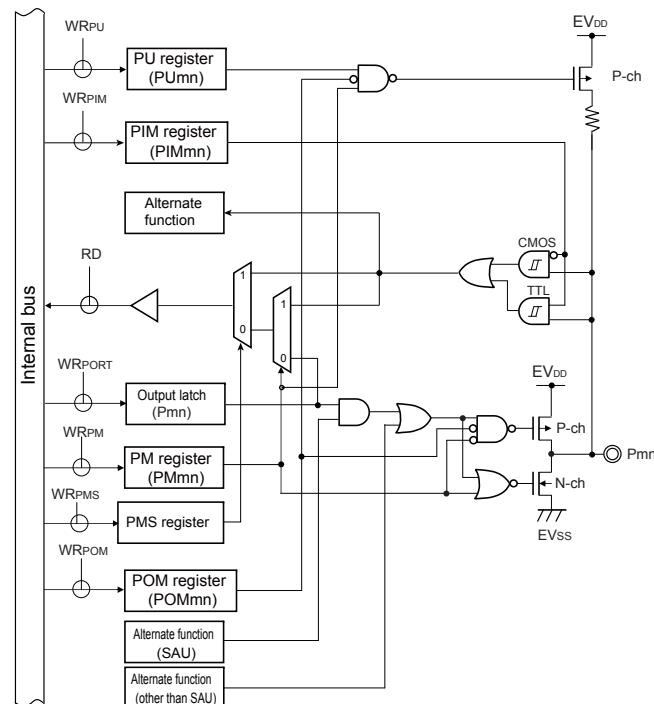 EVDD
WRPU
PU register
(PUmn)
P-ch
WRPIM
PIM register
(PIMmn)
Alternate
function
CMOS
RD
1
TTL
1
0
0
Internal bus
WRPORT
EVDD
Output latch
(Pmn)
P-ch
WRPM
PM register
(PMmn)
Pmn
WRPMS
PMS register
N-ch
EVSS
WRPOM
POM register
(POMmn)
Alternate function
(SAU)
Alternate function
(other than SAU)